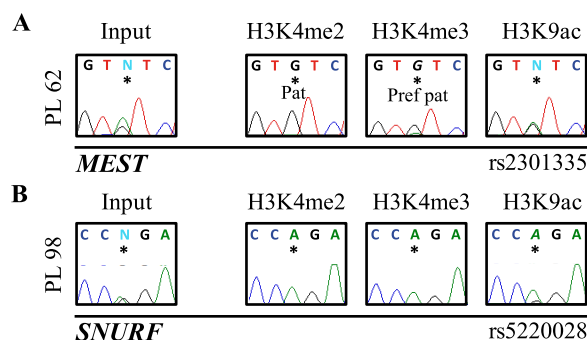 A
Input H3K4me2 H3K4me3 H3K9ac
PL 62
G T N T C G T G T C G T G T C G T N T C
* * * *
Pat Pref pat
MEST rs2301335
B
Input H3K4me2 H3K4me3 H3K9ac
PL 98
C C N G A C C A G A C C A G A C C A G A
* * * *
SNURF rs5220028